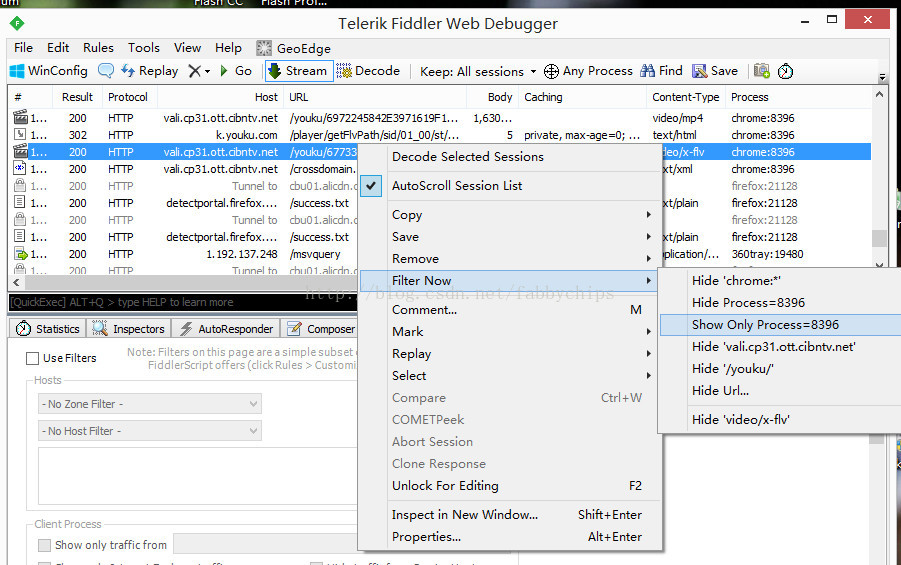 um
Flash CC
Flash Prof...
Telerik Fiddler Web Debugger
File Edit Rules Tools View Help GeoEdge
WinConfig Replay Go Stream Decode Keep: All sessions Any Process Find Save
# Result Protocol Host URL Body Caching Content-Type Process
1... 200 HTTP vali.cp31.ott.cibntv.net /youku/6972245842E3971619F1... 1,630... video/mp4 chrome:8396
1... 302 HTTP k.youku.com /player/getFlvPath/sid/01_00/st/... 5 private, max-age=0; ... text/html chrome:8396
1... 200 HTTP vali.cp31.ott.cibntv.net /youku/67733 deo/x-flv chrome:8396
1... 200 HTTP vali.cp31.ott.cibntv.net /crossdomain. xt/xml chrome:8396
1... 200 HTTP Tunnel to cbu01.alicdn.c firefox:21128
1... 200 HTTP detectportal.firefox.... /success.txt xt/plain firefox:21128
1... 200 HTTP Tunnel to cbu01.alicdn.c firefox:21128
1... 200 HTTP detectportal.firefox.... /success.txt xt/plain firefox:21128
1... 200 HTTP 1.192.137.248 /msvquery pplication/... 360tray:19480
1... 200 HTTP Tunnel to cbu01.alicdn.c firefox:21128
[QuickExec] ALT+Q > type HELP to learn more
http://blog.csdn.net/fabbychips
Statistics Inspectors AutoResponder Composer
Use Filters
Note: Filters on this page are a simple subset
FiddlerScript offers (click Rules > Customi
Hosts
- No Zone Filter -
- No Host Filter -
Client Process
Show only traffic from
Decode Selected Sessions
AutoScroll Session List
Copy
Save
Remove
Filter Now
Comment... M
Mark
Replay
Select
Compare Ctrl+W
COMETPeek
Abort Session
Clone Response
Unlock For Editing F2
Inspect in New Window... Shift+Enter
Properties... Alt+Enter
Hide 'chrome:*'
Hide Process=8396
Show Only Process=8396
Hide 'vali.cp31.ott.cibntv.net'
Hide '/youku/'
Hide Url...
Hide 'video/x-flv'